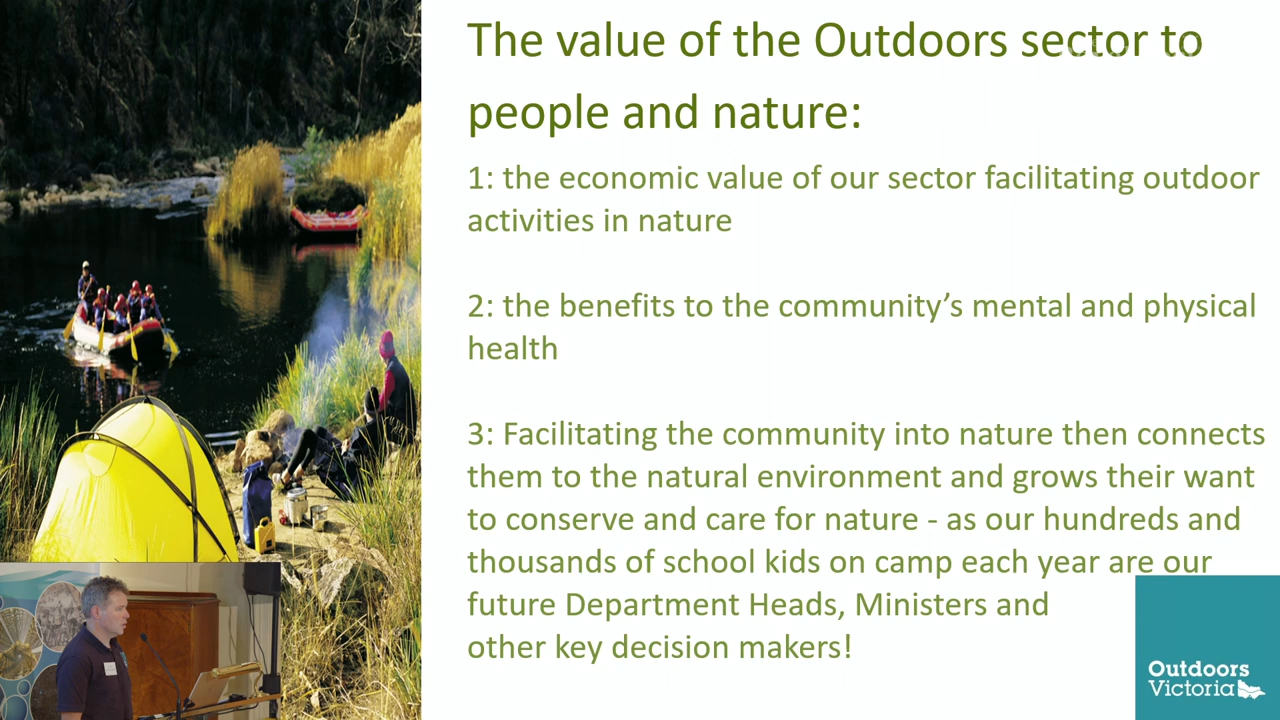 The value of the Outdoors sector to
people and nature:
1: the economic value of our sector facilitating outdoor
activities in nature
2: the benefits to the community’s mental and physical
health
3: Facilitating the community into nature then connects
them to the natural environment and grows their want
to conserve and care for nature - as our hundreds and
thousands of school kids on camp each year are our
future Department Heads, Ministers and
other key decision makers!
Outdoors
Victoria